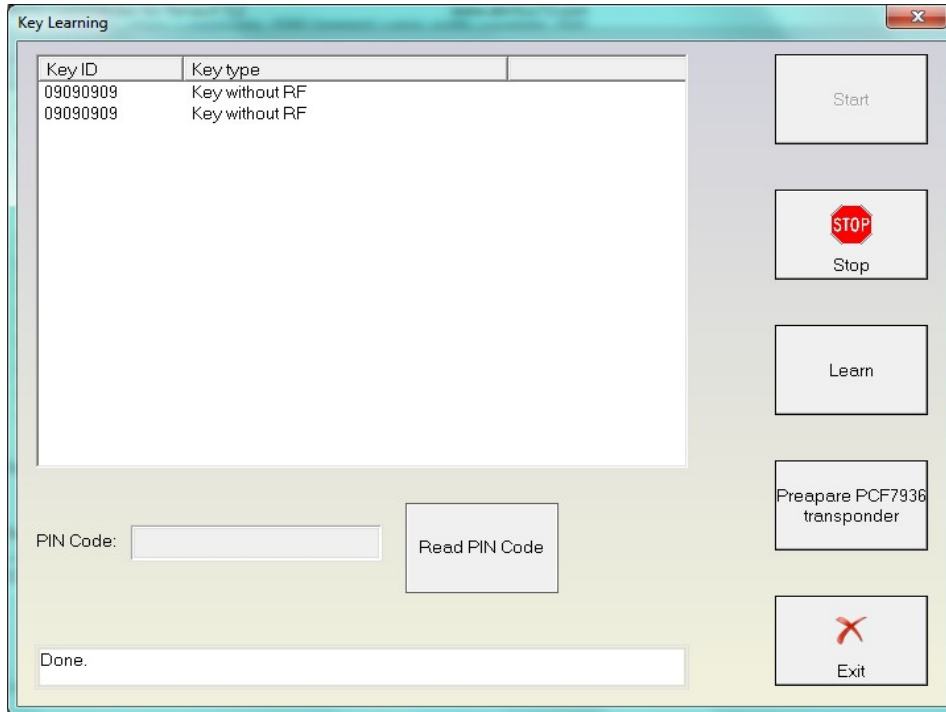 Key Learning
Key ID Key type
09090909 Key without RF
09090909 Key without RF
Start
STOP
Stop
Learn
Preapare PCF7936
transponder
PIN Code:
Read PIN Code
Done.
Exit